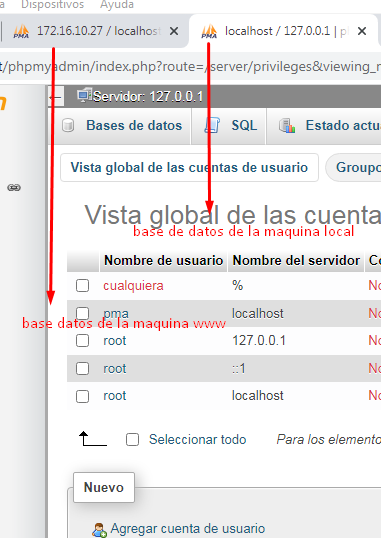 Dispositivos Ayuda
PMA 172.16.10.27 / localhost PMA localhost / 127.0.0.1 | p
t/phpmyadmin/index.php?route=/server/privileges&viewing_
Servidor: 127.0.0.1
Bases de datos SQL Estado actu
Vista global de las cuentas de usuario Groupo
Vista global de las cuenta
base de datos de la maquina local
Nombre de usuario Nombre del servidor Co
cualquiera % No
pma localhost No
base datos de la maquina www
root 127.0.0.1 No
root ::1 No
root localhost No
Seleccionar todo Para los elemento
Nuevo
Agregar cuenta de usuario